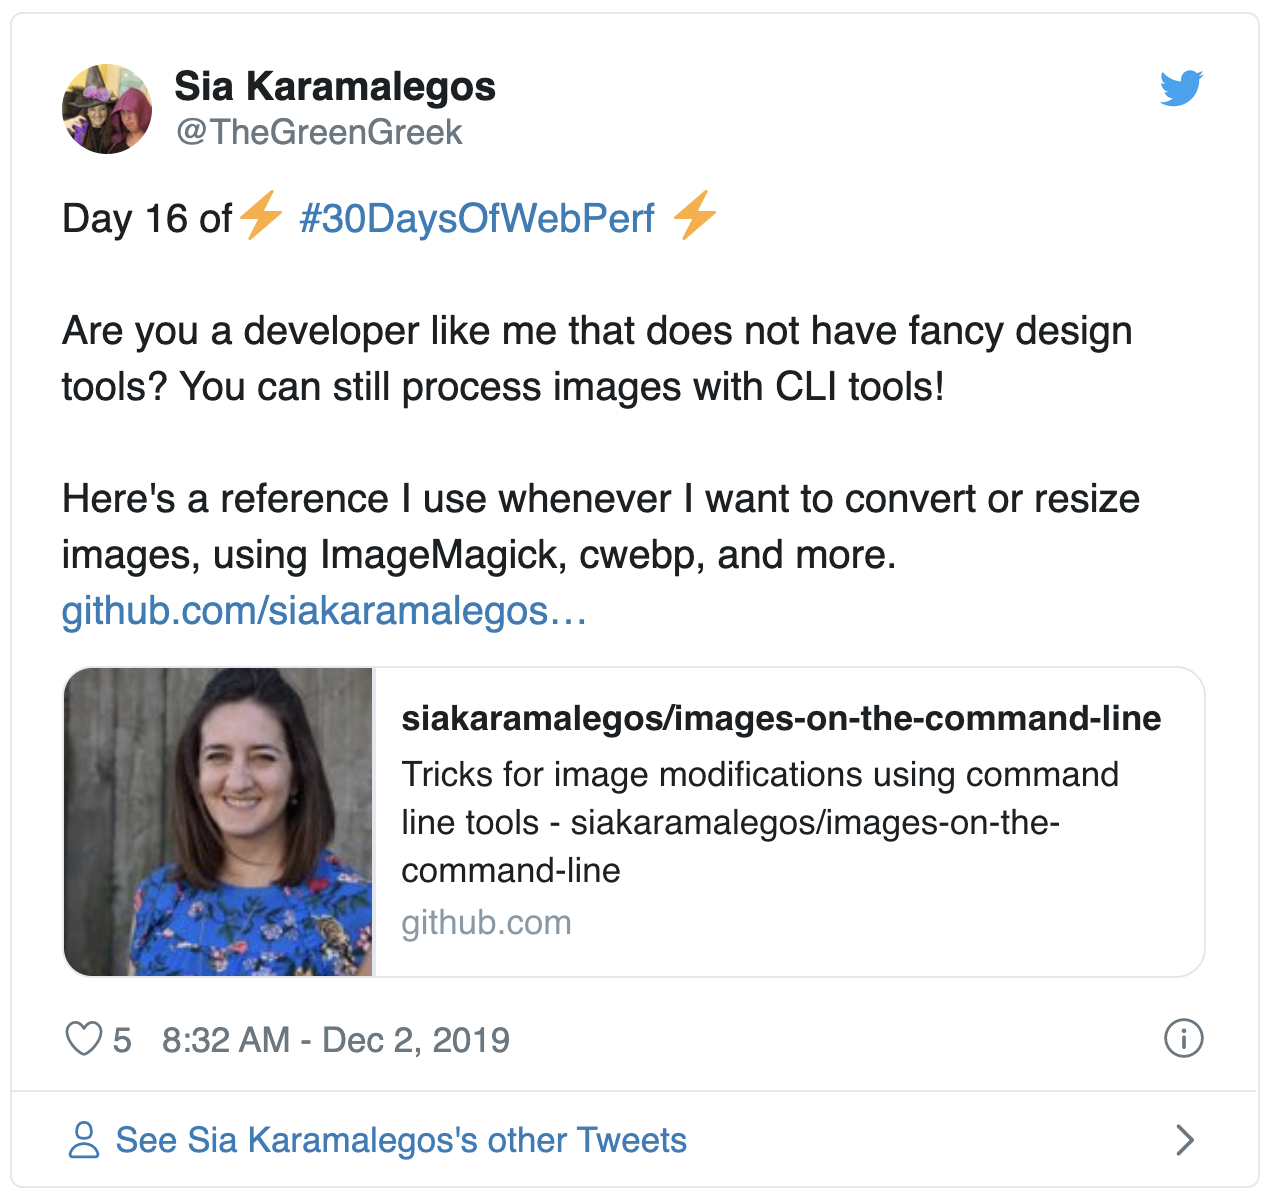 Sia Karamalegos
@TheGreenGreek
Day 16 of⚡ #30DaysOfWebPerf ⚡
Are you a developer like me that does not have fancy design
tools? You can still process images with CLI tools!
Here's a reference I use whenever I want to convert or resize
images, using ImageMagick, cwebp, and more.
github.com/siakaramalegos…
siakaramalegos/images-on-the-command-line
Tricks for image modifications using command
line tools - siakaramalegos/images-on-the-
command-line
github.com
5 8:32 AM - Dec 2, 2019
See Sia Karamalegos's other Tweets